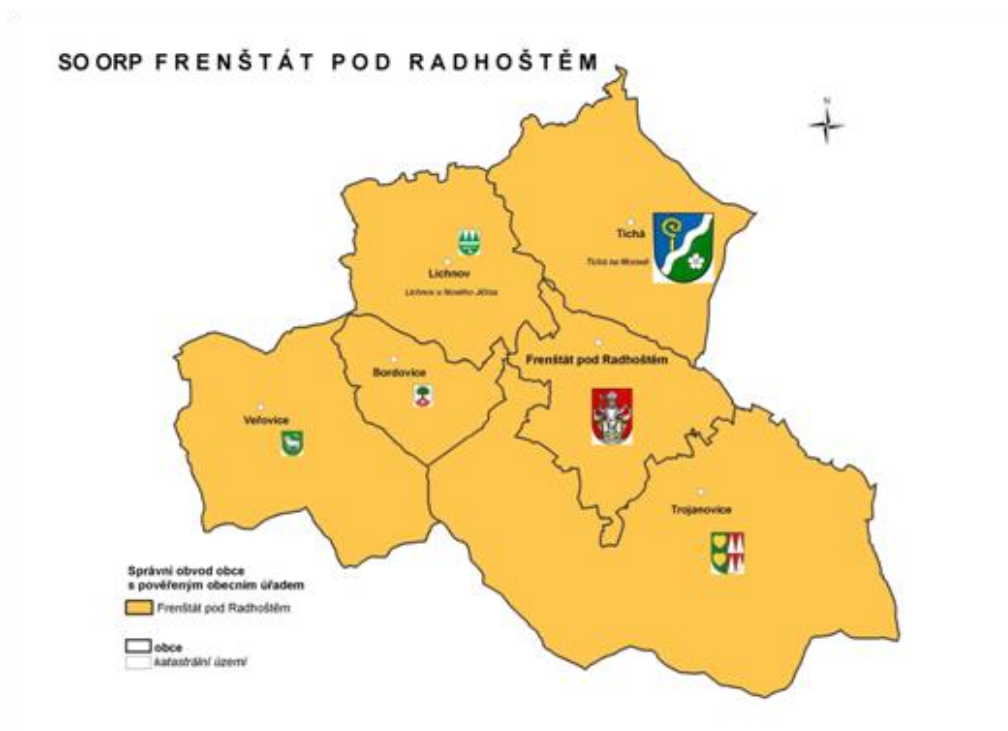 SO ORP FRENŠTÁT POD RADHOŠTĚM
N
Tichá
Tichá na Moravě
Lichnov
Lichnov u Nového Jičína
Frenštát pod Radhoštěm
Bordovice
Veřovice
Trojanovice
Správní obvod obce
s pověřeným obecním úřadem
Frenštát pod Radhoštěm
obce
katastrální území